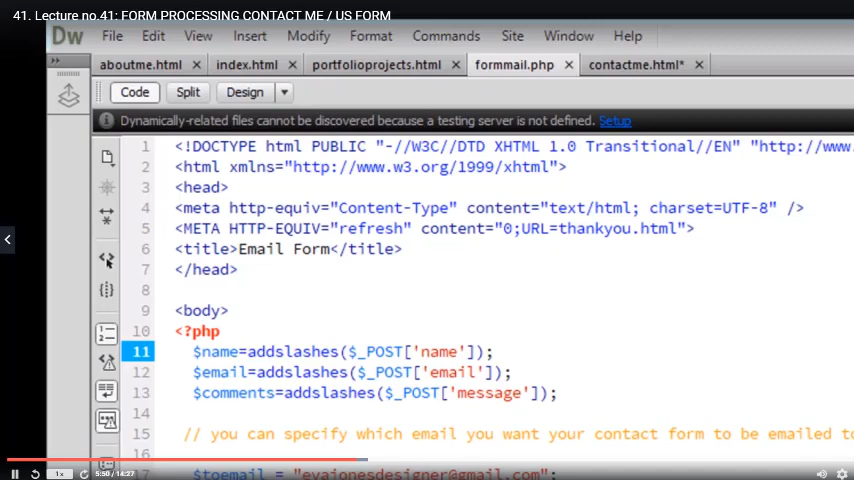 41. Lecture no.41: FORM PROCESSING CONTACT ME / US FORM
Dw File Edit View Insert Modify Format Commands Site Window Help
aboutme.html × index.html × portfolioprojects.html × formmail.php × contactme.html* ×
Code Split Design
Dynamically-related files cannot be discovered because a testing server is not defined. Setup
1 <!DOCTYPE html PUBLIC "-//W3C//DTD XHTML 1.0 Transitional//EN" "http://www.
2 <html xmlns="http://www.w3.org/1999/xhtml">
3 <head>
4 <meta http-equiv="Content-Type" content="text/html; charset=UTF-8" />
5 <META HTTP-EQUIV="refresh" content="0;URL=thankyou.html">
6 <title>Email Form</title>
7 </head>
8
9 <body>
10 <?php
11 $name=addslashes($_POST['name']);
12 $email=addslashes($_POST['email']);
13 $comments=addslashes($_POST['message']);
14
15 // you can specify which email you want your contact form to be emailed to
16
17 $toemail = "evajonesdesigner@gmail.com";
1x 5:50 / 14:27